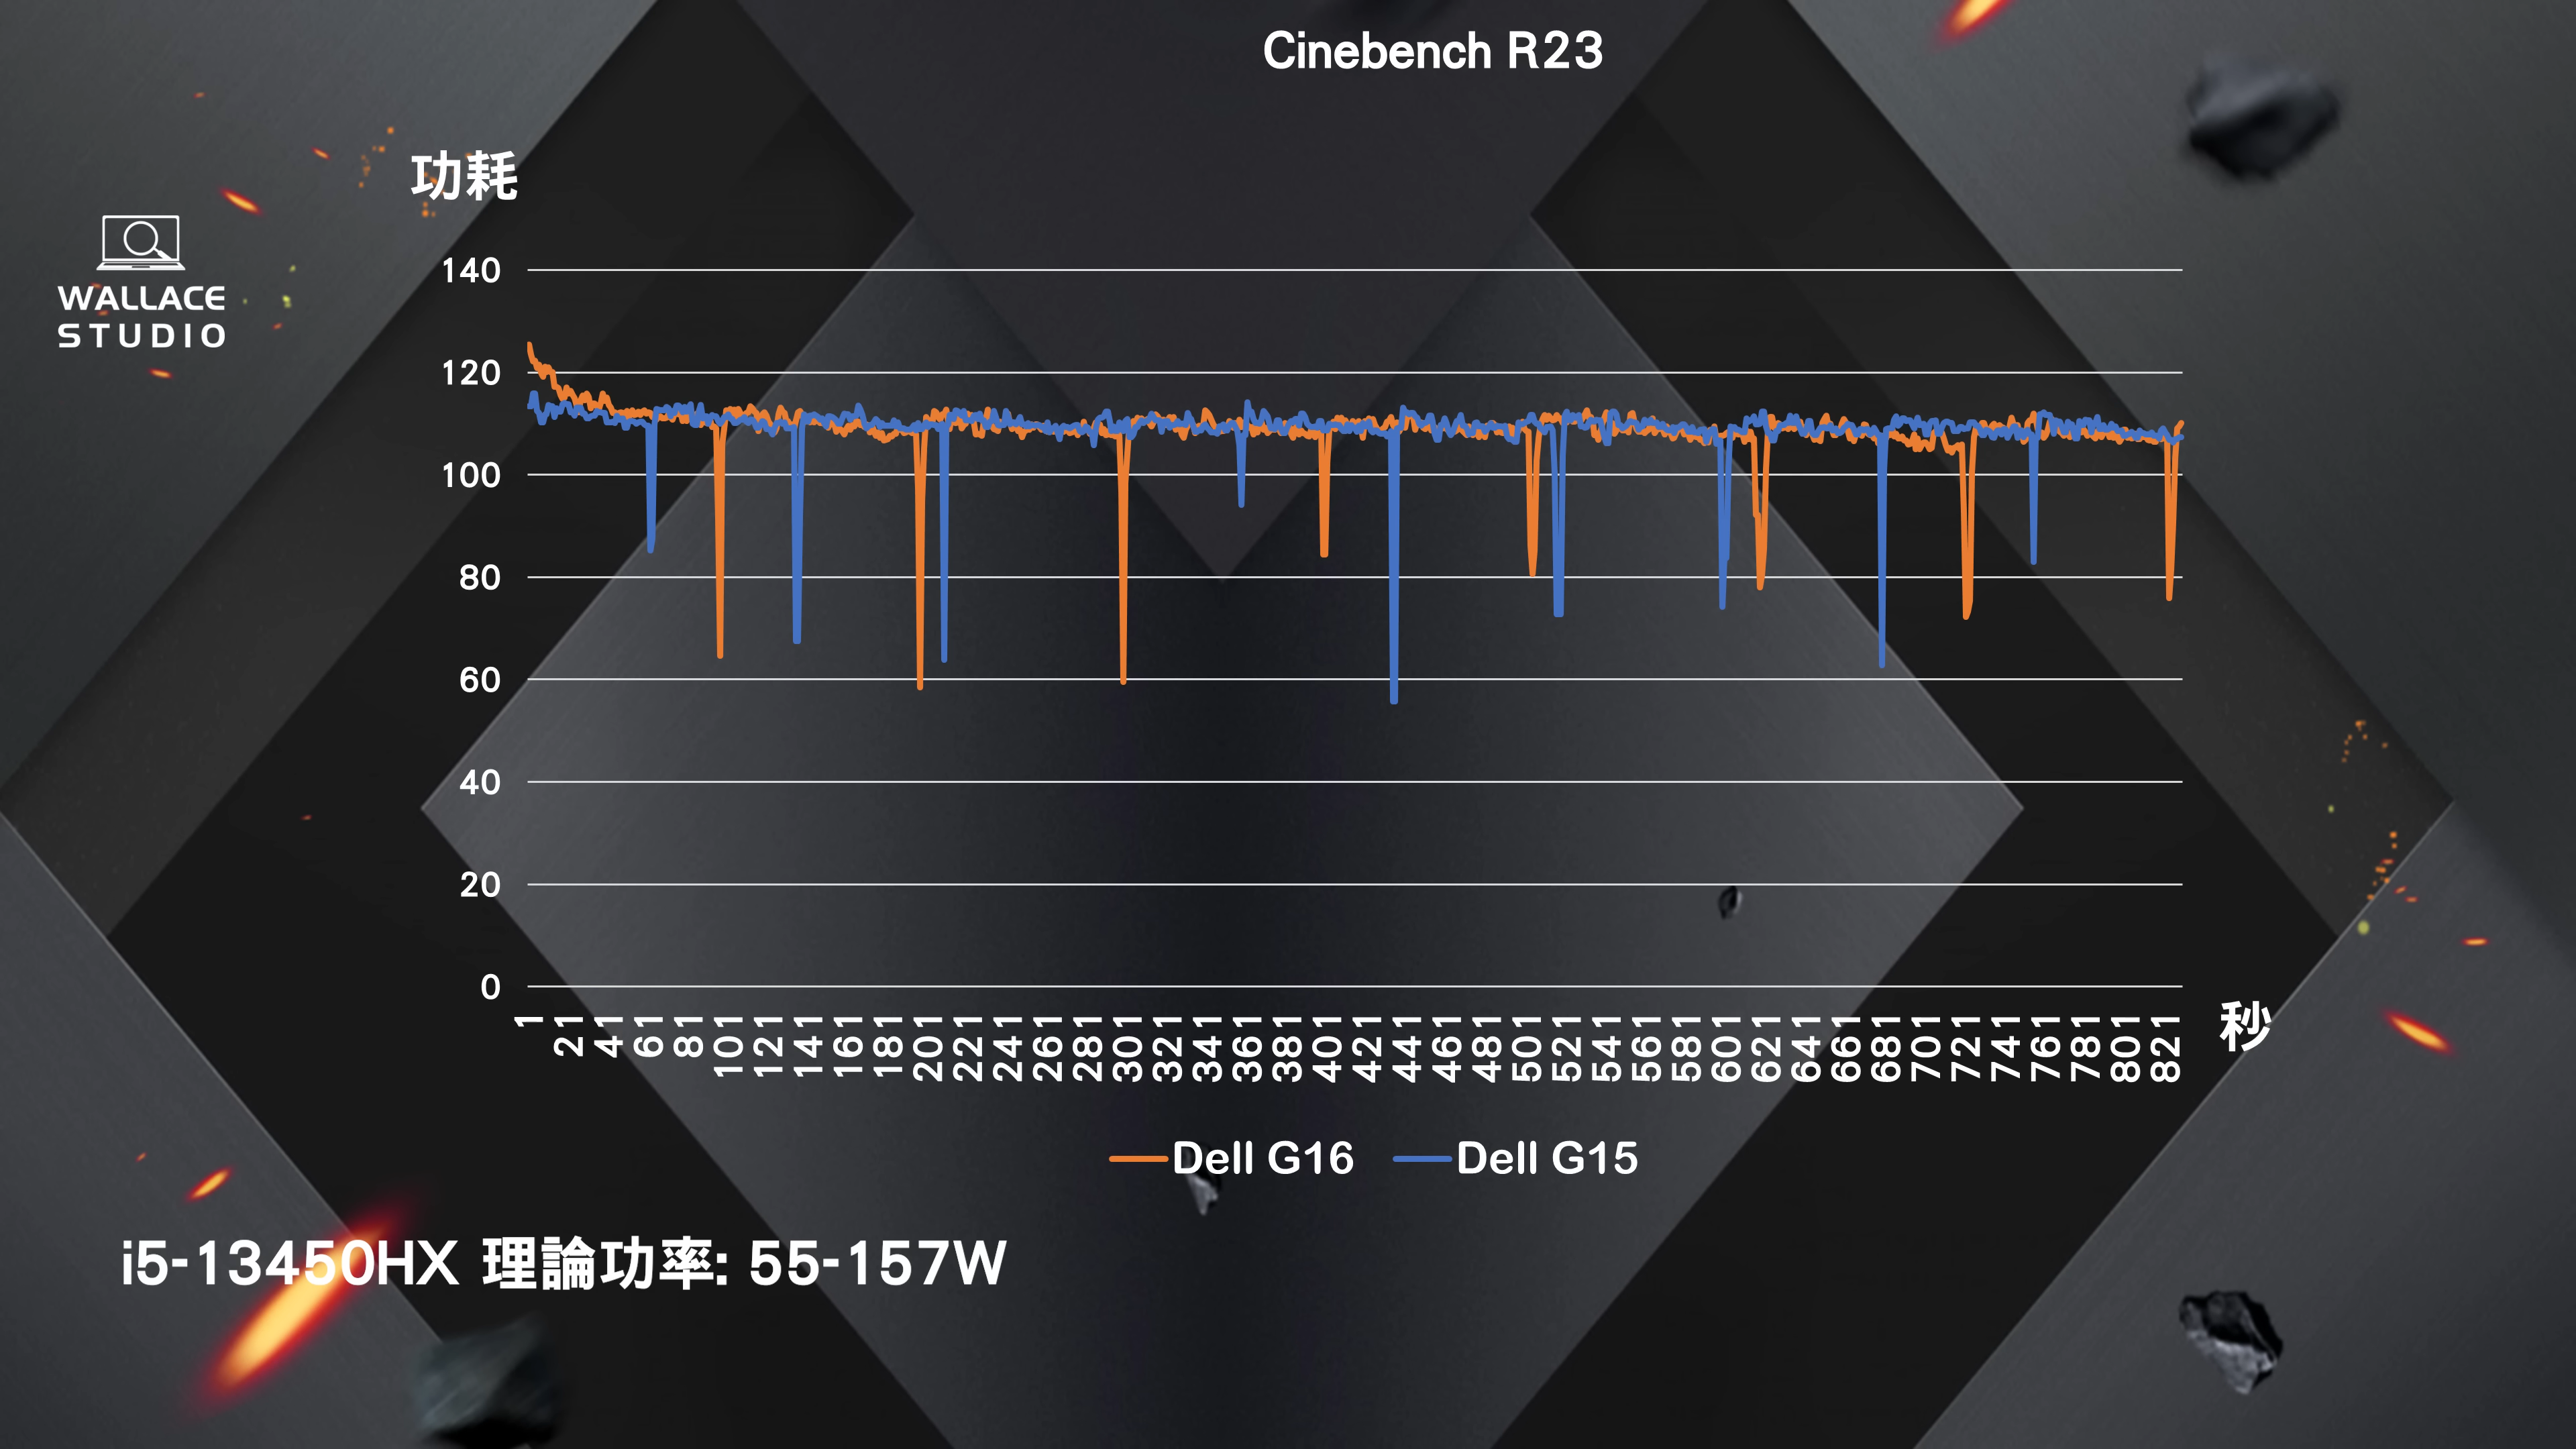 Cinebench R23
功耗
WALLACE
STUDIO
140
120
100
80
60
40
20
0
1 21 41 61 81 101 121 141 161 181 201 221 241 261 281 301 321 341 361 381 401 421 441 461 481 501 521 541 561 581 601 621 641 661 681 701 721 741 761 781 801 821
秒
Dell G16 Dell G15
i5-13450HX 理論功率: 55-157W